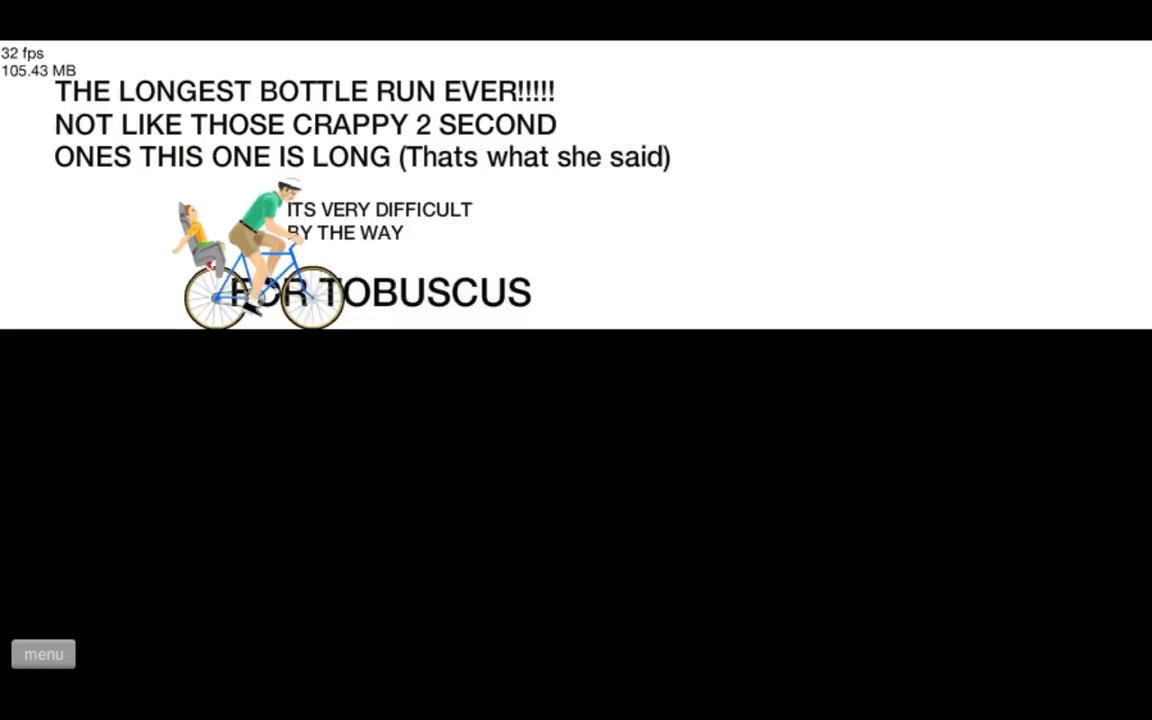 32 fps
105.43 MB
THE LONGEST BOTTLE RUN EVER!!!!!
NOT LIKE THOSE CRAPPY 2 SECOND
ONES THIS ONE IS LONG (Thats what she said)
ITS VERY DIFFICULT
BY THE WAY
FOR TOBUSCUS
menu